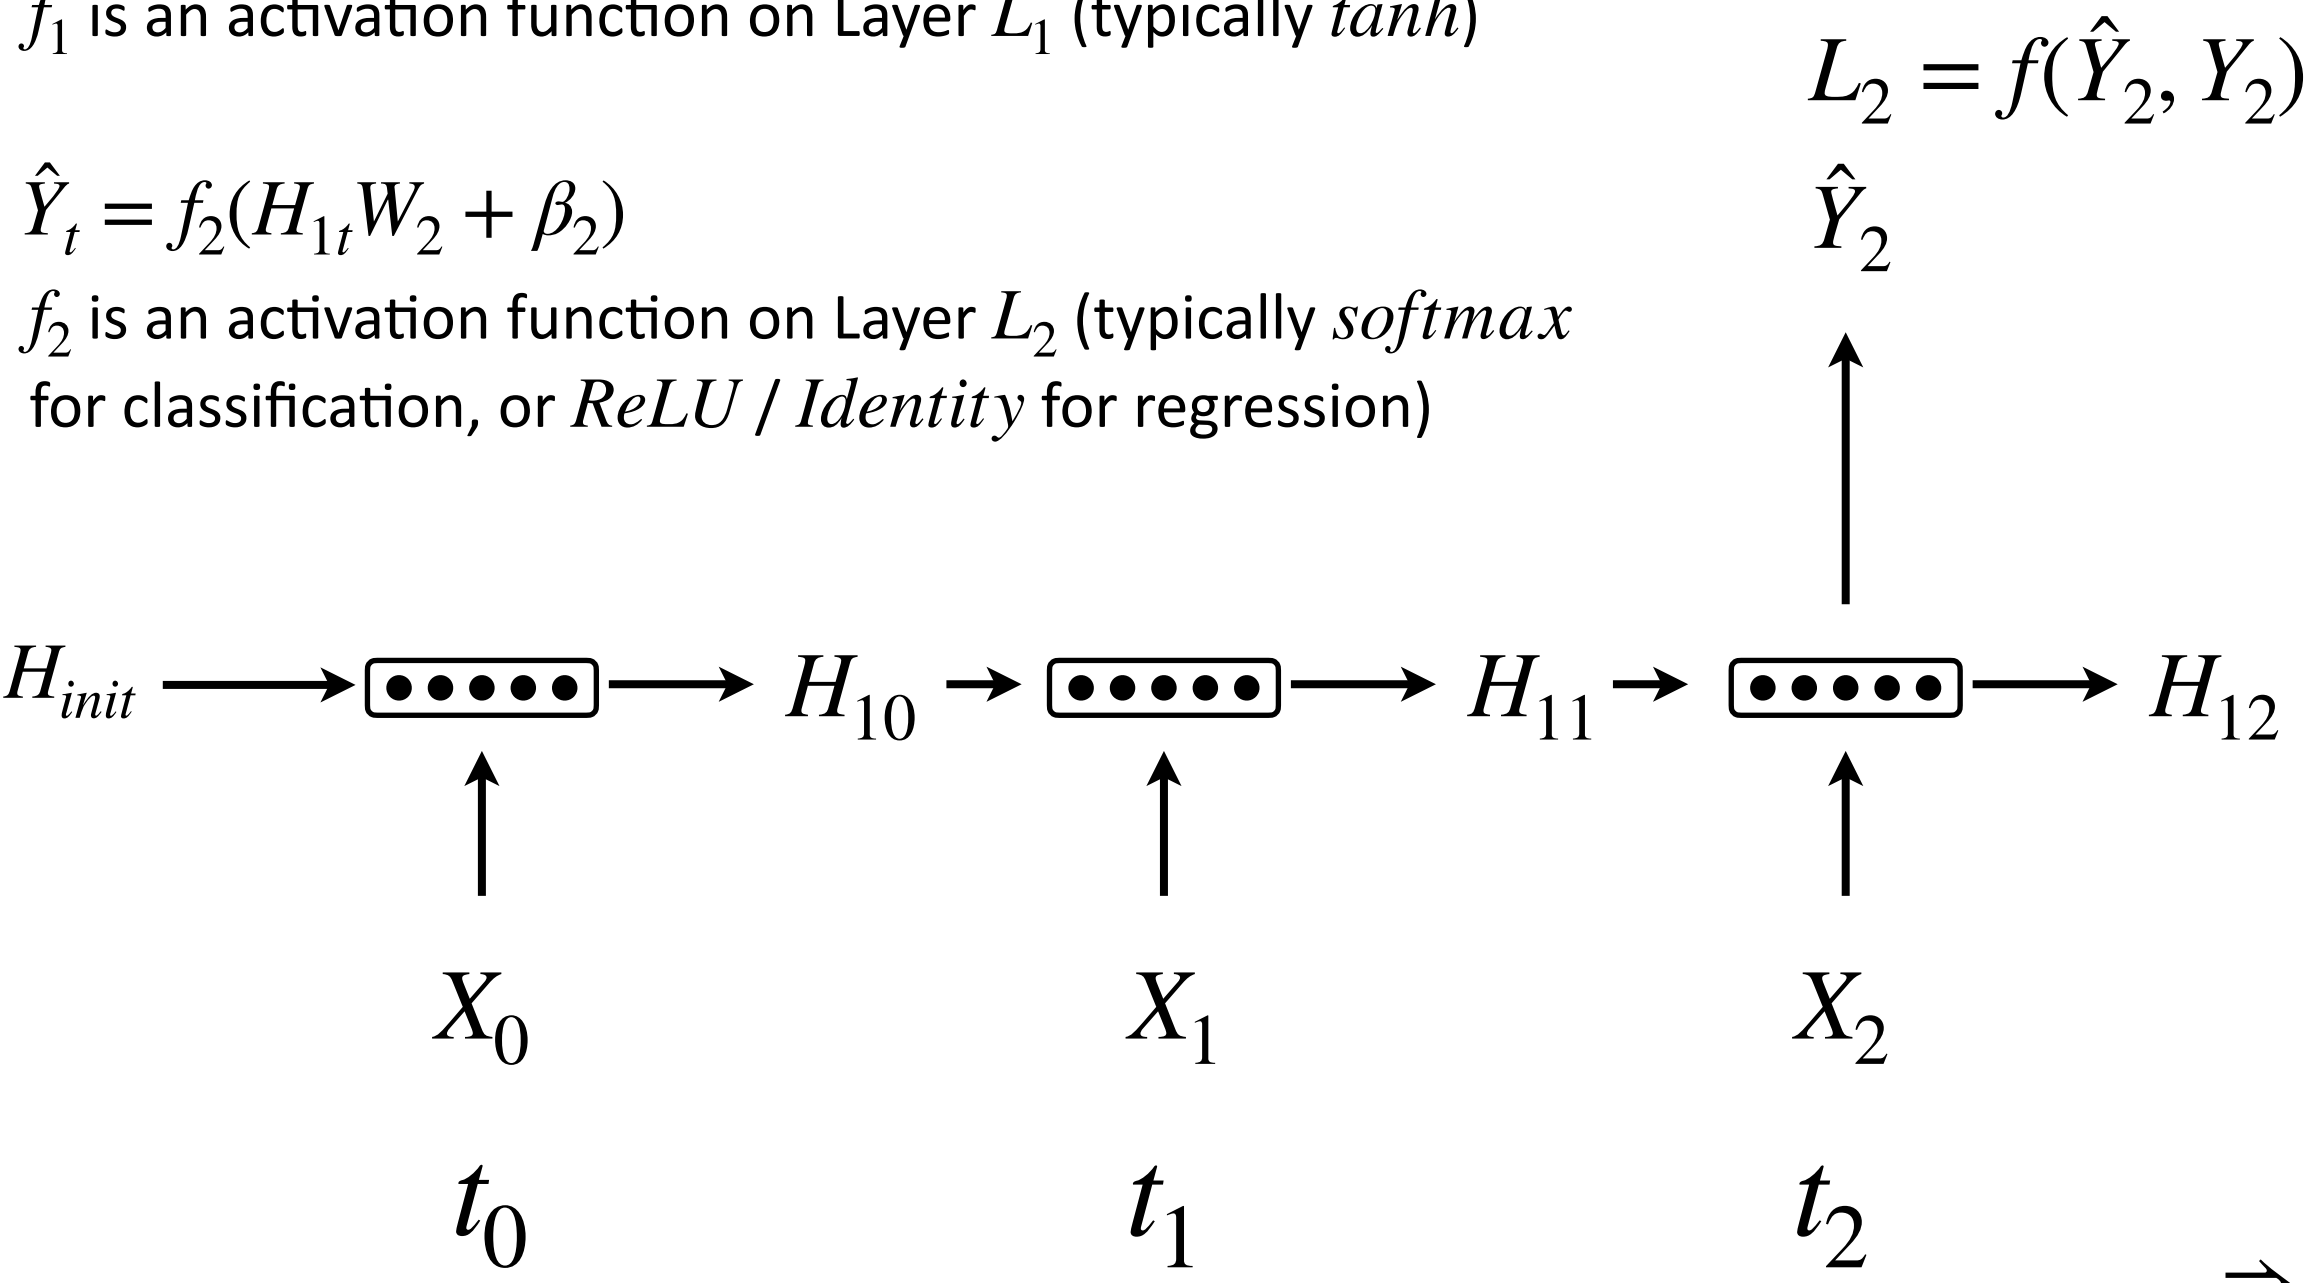 f₁ is an activation function on Layer L₁ (typically tanh)
L₂ = f(Ŷ₂, Y₂)
Ŷₜ = f₂(H₁ₜW₂ + β₂)
Ŷ₂
f₂ is an activation function on Layer L₂ (typically softmax
for classification, or ReLU / Identity for regression)
H_init H₁₀ H₁₁ H₁₂
X₀ X₁ X₂
t₀ t₁ t₂